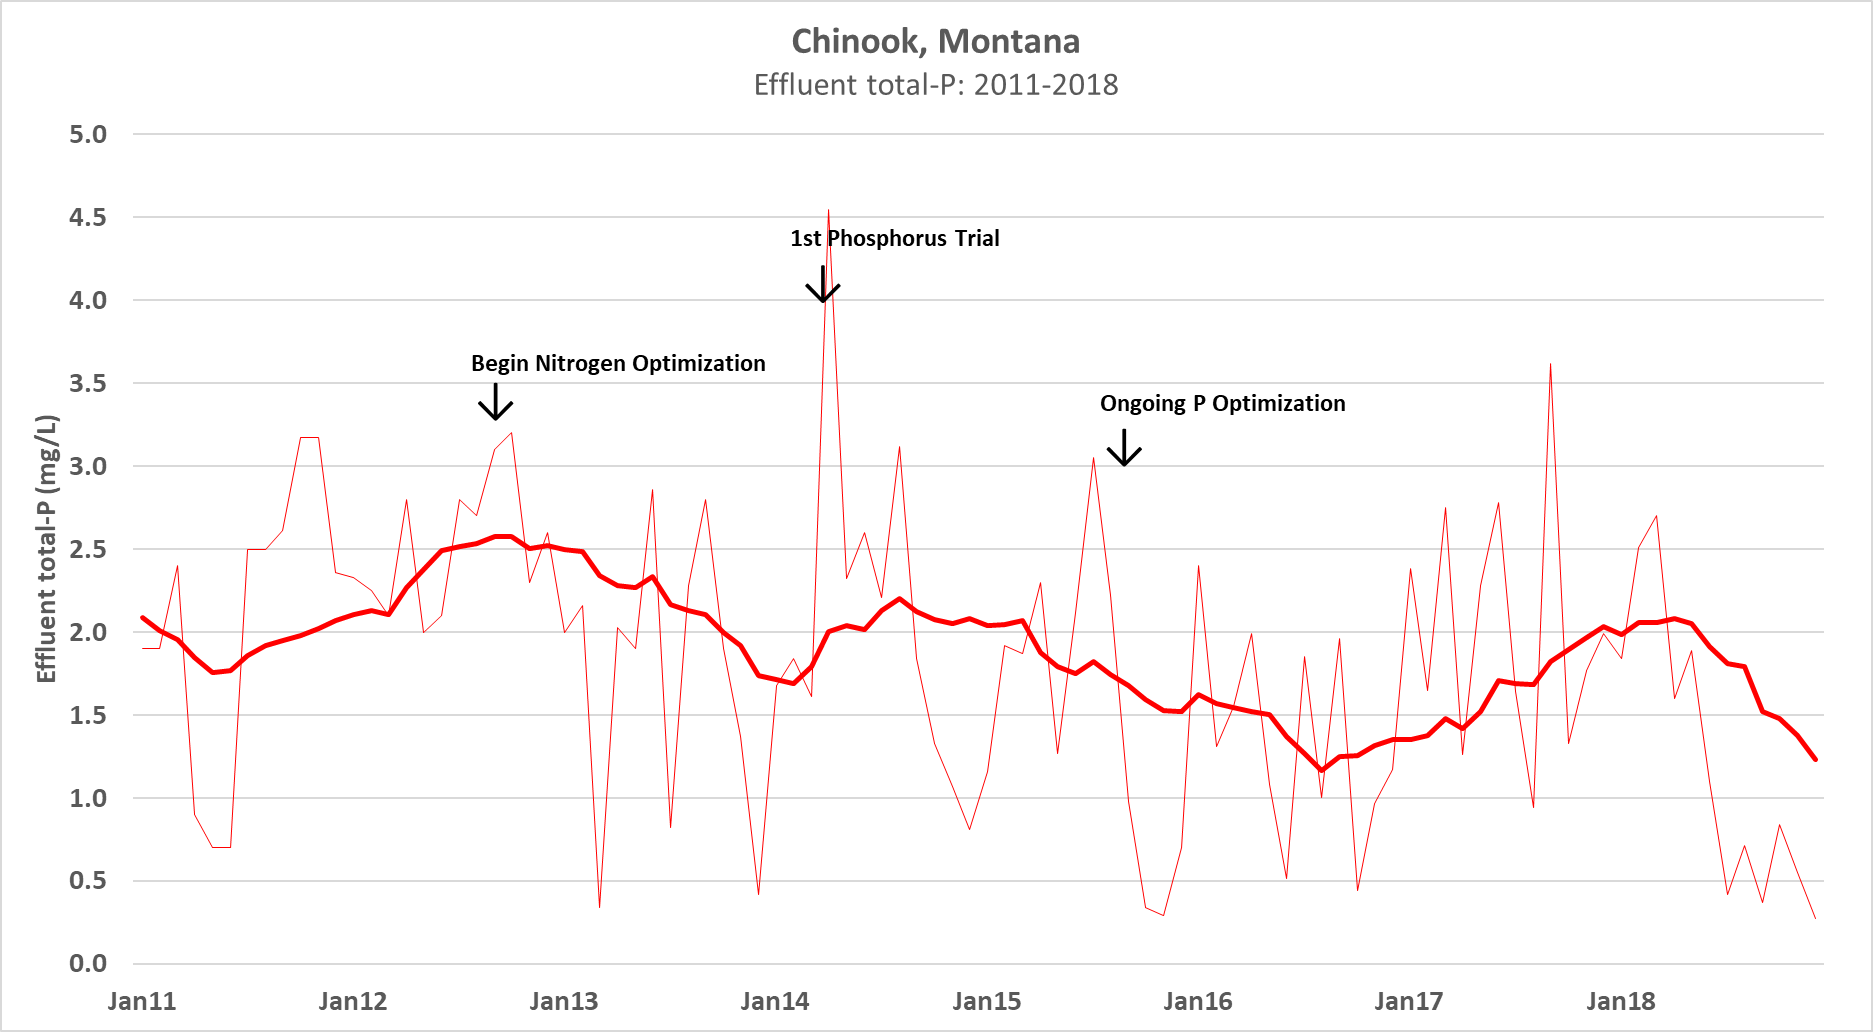 Chinook, Montana
Effluent total-P: 2011-2018
Effluent total-P (mg/L)
5.0
4.5
4.0
3.5
3.0
2.5
2.0
1.5
1.0
0.5
0.0
1st Phosphorus Trial
Begin Nitrogen Optimization
Ongoing P Optimization
Jan11
Jan12
Jan13
Jan14
Jan15
Jan16
Jan17
Jan18